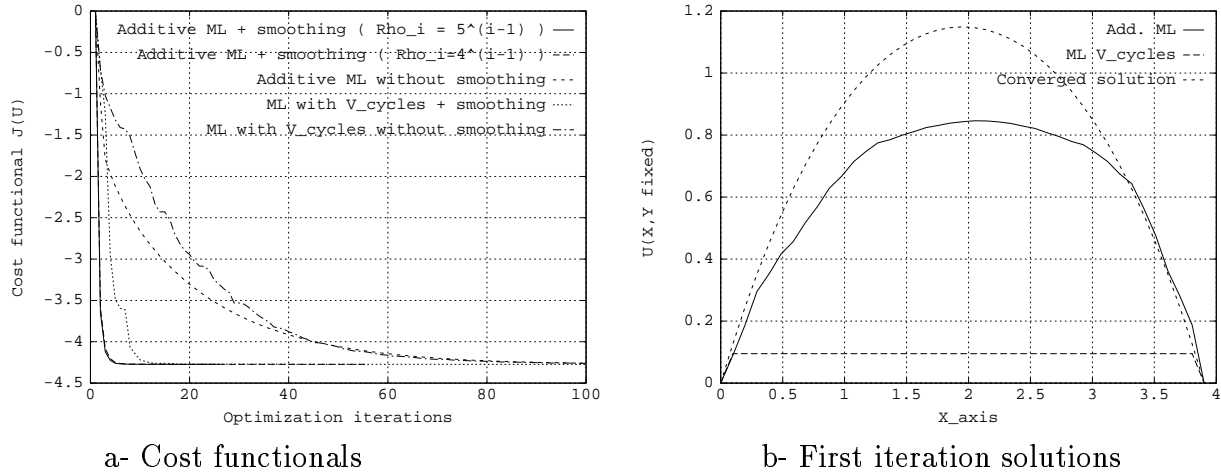 0
-0.5
-1
-1.5
-2
-2.5
-3
-3.5
-4
-4.5
Cost functional J(U)
Additive ML + smoothing ( Rho_i = 5^(i-1) )
Additive ML + smoothing ( Rho_i=4^(i-1) )
Additive ML without smoothing
ML with V_cycles + smoothing
ML with V_cycles without smoothing
0 20 40 60 80 100
Optimization iterations
a- Cost functionals
1.2
1
0.8
0.6
0.4
0.2
0
U(X,Y fixed)
Add. ML
ML V_cycles
Converged solution
0 0.5 1 1.5 2 2.5 3 3.5 4
X_axis
b- First iteration solutions